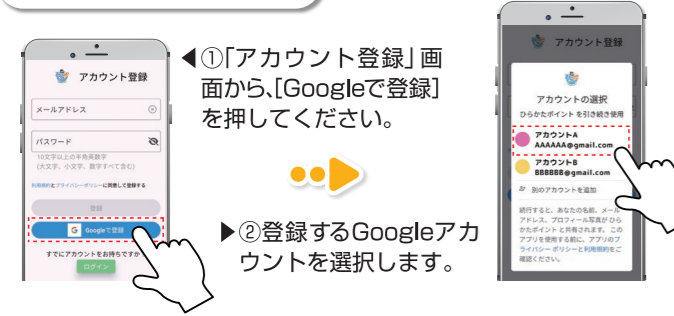 ◀①「アカウント登録」画
面から、[Googleで登録]
を押してください。
アカウント登録
メールアドレス
パスワード
10文字以上の半角英数字
(大文字、小文字、数字すべて含む)
利用規約とプライバシーポリシーに同意して登録する
登録
G Googleで登録
すでにアカウントをお持ちですか
ログイン
▶②登録するGoogleアカ
ウントを選択します。
アカウント登録
アカウントの選択
ひらかたポイント を引き続き使用
アカウントA
AAAAAA@gmail.com
アカウントB
BBBBBB@gmail.com
別のアカウントを追加
続行すると、あなたの名前、メール
アドレス、プロフィール写真が ひら
かたポイント と共有されます。この
アプリを使用する前に、アプリのプ
ライバシー ポリシーと利用規約をご
確認ください。